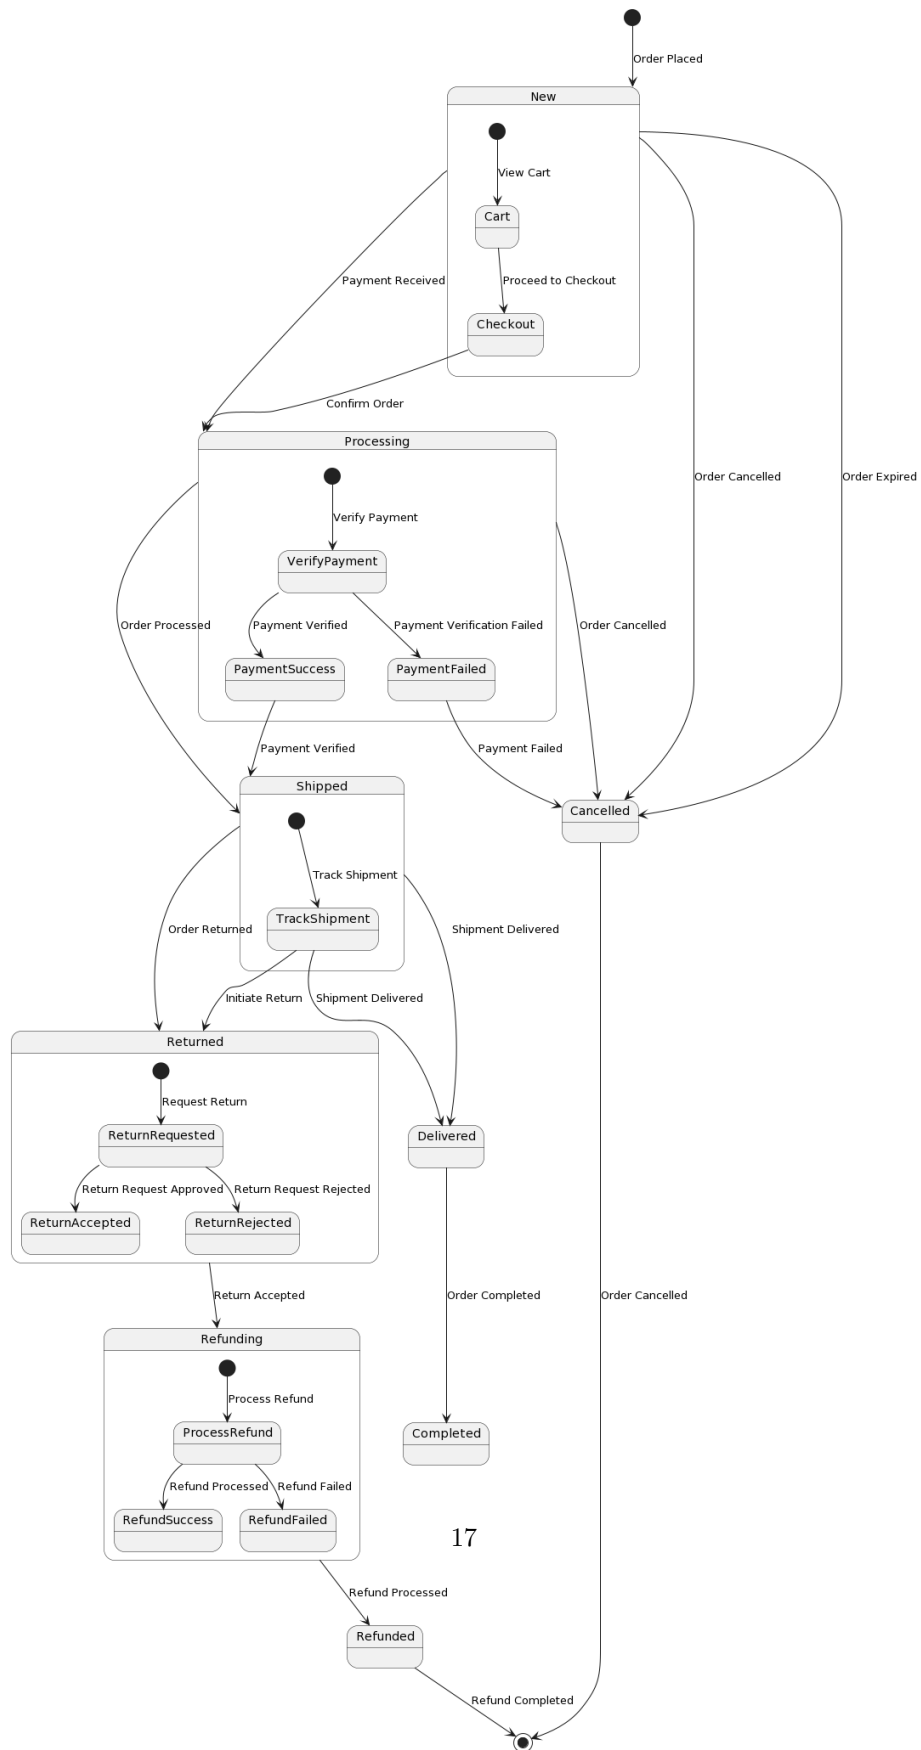 Order Placed
New
View Cart
Cart
Payment Received
Proceed to Checkout
Checkout
Confirm Order
Processing
Order Cancelled
Order Expired
Verify Payment
VerifyPayment
Order Processed
Payment Verified
Payment Verification Failed
Order Cancelled
PaymentSuccess
PaymentFailed
Payment Verified
Payment Failed
Shipped
Cancelled
Track Shipment
TrackShipment
Order Returned
Shipment Delivered
Initiate Return
Shipment Delivered
Returned
Request Return
ReturnRequested
Delivered
Return Request Approved
Return Request Rejected
ReturnAccepted
ReturnRejected
Return Accepted
Order Completed
Order Cancelled
Refunding
Process Refund
ProcessRefund
Completed
Refund Processed
Refund Failed
RefundSuccess
RefundFailed
17
Refund Processed
Refunded
Refund Completed